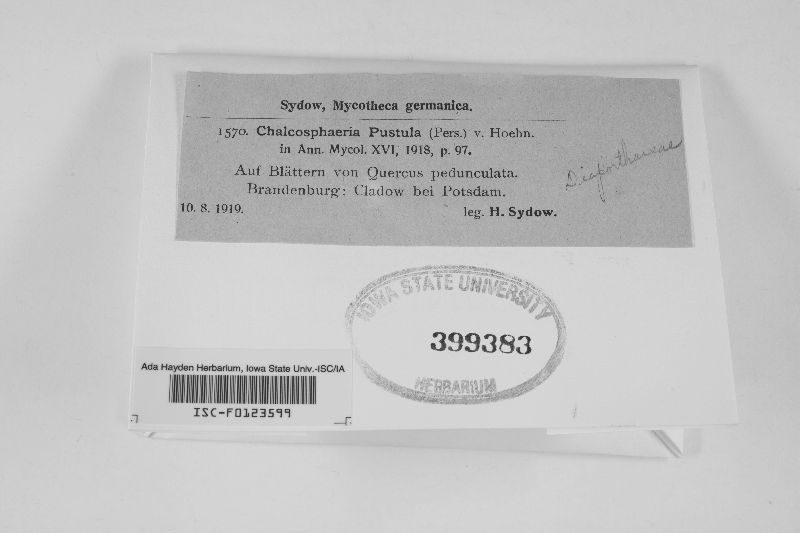 Sydow, Mycotheca germanica.
1570. Chalcosphaeria Pustula (Pers.) v. Hoehn.
in Ann. Mycol. XVI, 1918, p. 97.
Auf Blättern von Quercus pedunculata.
Brandenburg: Cladow bei Potsdam.
10. 8. 1919. leg. H. Sydow.
Diaporthaceae
IOWA STATE UNIVERSITY
399383
HERBARIUM
Ada Hayden Herbarium, Iowa State Univ.-ISC/IA
ISC-F0123599